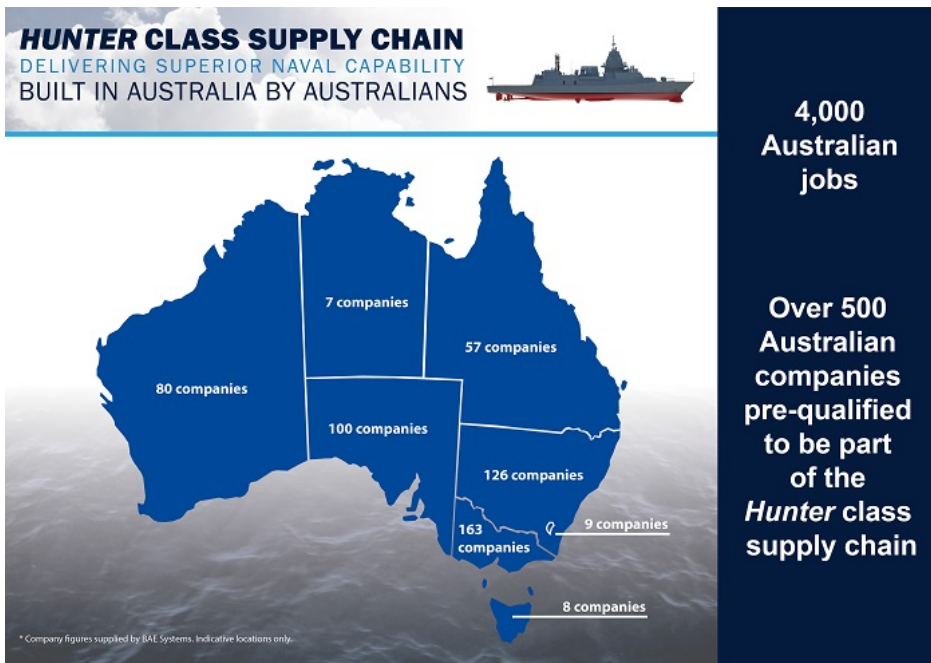 HUNTER CLASS SUPPLY CHAIN
DELIVERING SUPERIOR NAVAL CAPABILITY
BUILT IN AUSTRALIA BY AUSTRALIANS
7 companies
57 companies
80 companies
100 companies
126 companies
163
companies
9 companies
8 companies
* Company figures supplied by BAE Systems. Indicative locations only.
4,000
Australian
jobs
Over 500
Australian
companies
pre-qualified
to be part
of the
Hunter class
supply chain